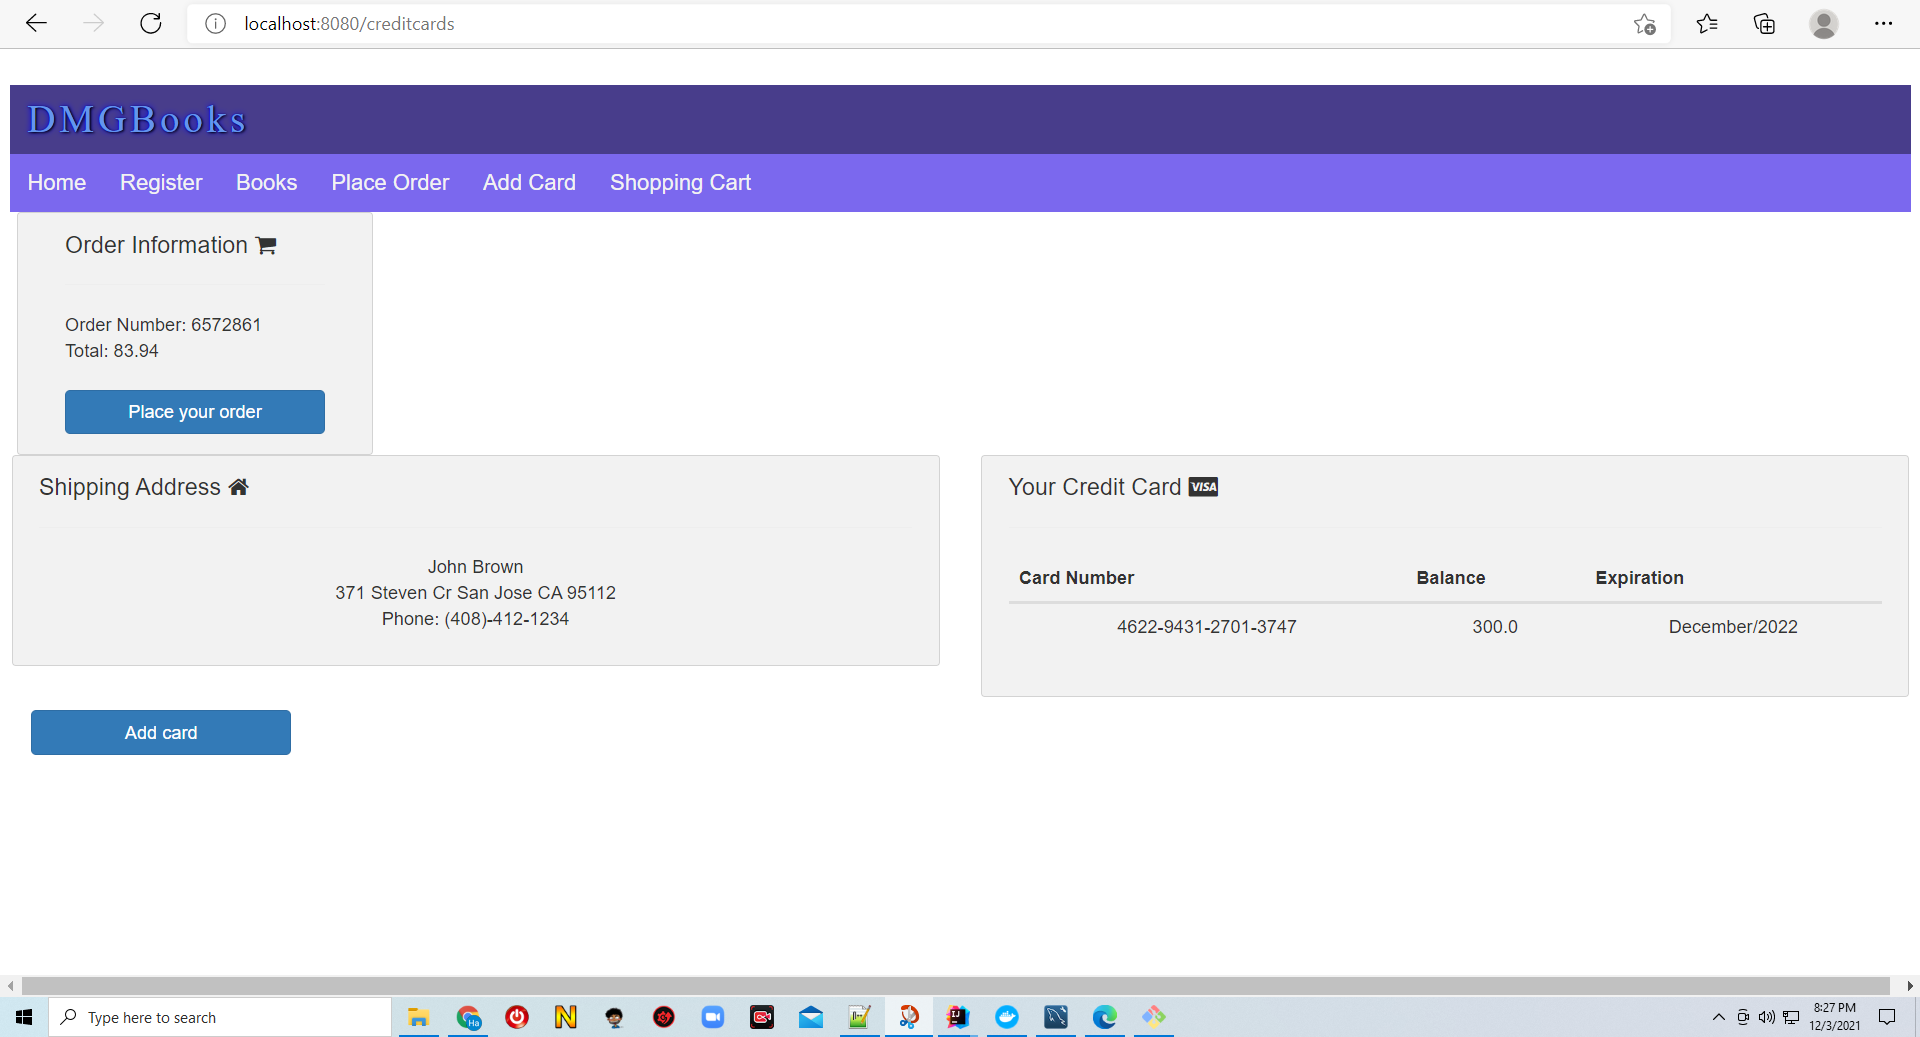 localhost:8080/creditcards
DMGBooks
Home Register Books Place Order Add Card Shopping Cart
Order Information
Order Number: 6572861
Total: 83.94
Place your order
Shipping Address
John Brown
371 Steven Cr San Jose CA 95112
Phone: (408)-412-1234
Your Credit Card VISA
Card Number Balance Expiration
4622-9431-2701-3747 300.0 December/2022
Add card
Type here to search
Ha
N
IJ
8:27 PM
12/3/2021